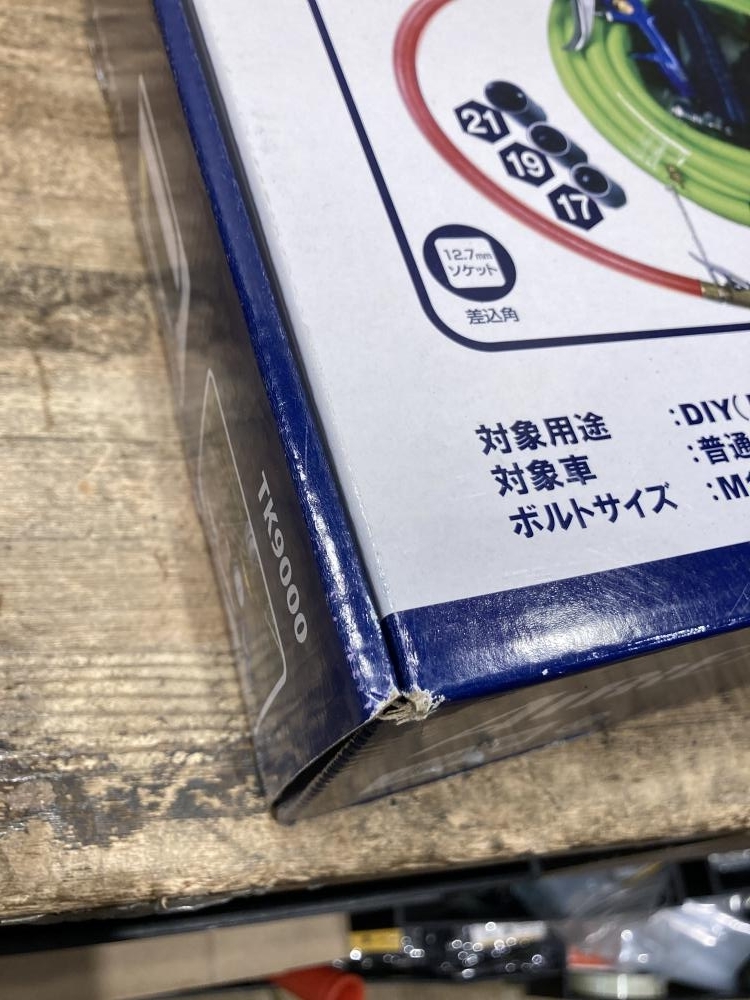 21
19
17
12.7mm
ソケット
差込角
対象用途 :DIY(
対象車 :普通
ボルトサイズ :M
TK9000